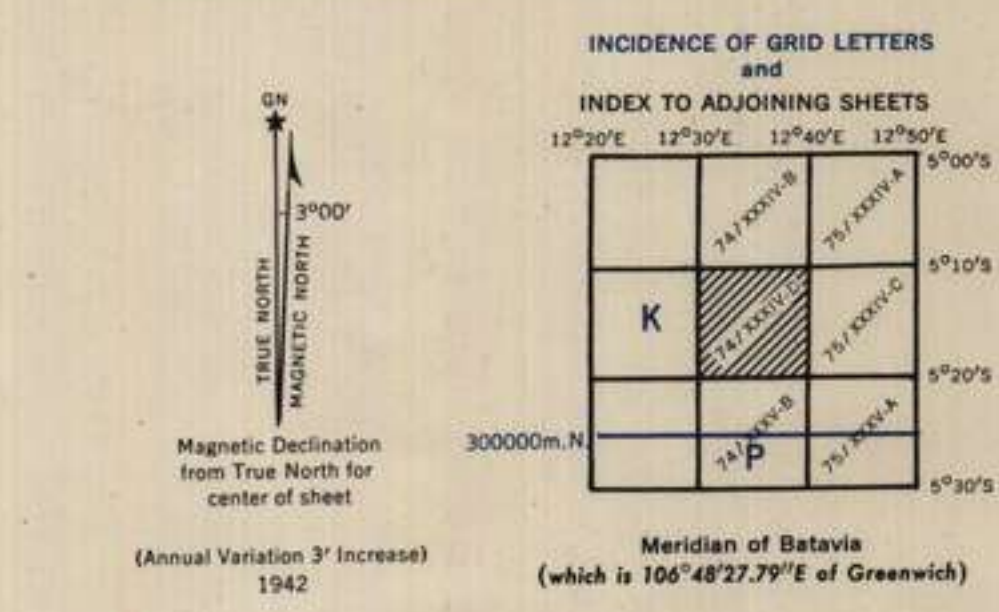 GN
3°00'
TRUE NORTH
MAGNETIC NORTH
Magnetic Declination
from True North for
center of sheet
(Annual Variation 3' Increase)
1942
INCIDENCE OF GRID LETTERS
and
INDEX TO ADJOINING SHEETS
12°20'E 12°30'E 12°40'E 12°50'E
5°00'S
74/XXXIV-B 75/XXXIV-A
5°10'S
K 74/XXXIV-D 75/XXXIV-C
5°20'S
74/XXXV-B 75/XXXV-A
300000m.N.
P
5°30'S
Meridian of Batavia
(which is 106°48'27.79"E of Greenwich)